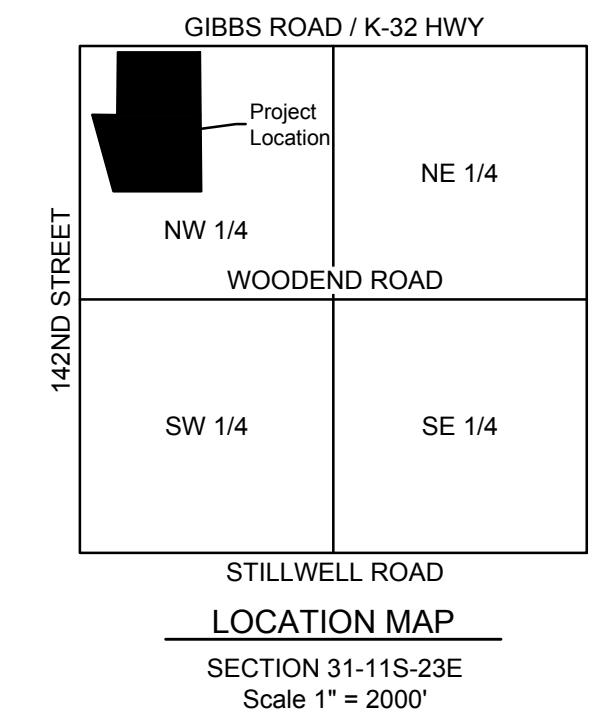 GIBBS ROAD / K-32 HWY
Project
Location
NE 1/4
NW 1/4
142ND STREET
WOODEND ROAD
SW 1/4
SE 1/4
STILLWELL ROAD
LOCATION MAP
SECTION 31-11S-23E
Scale 1" = 2000'